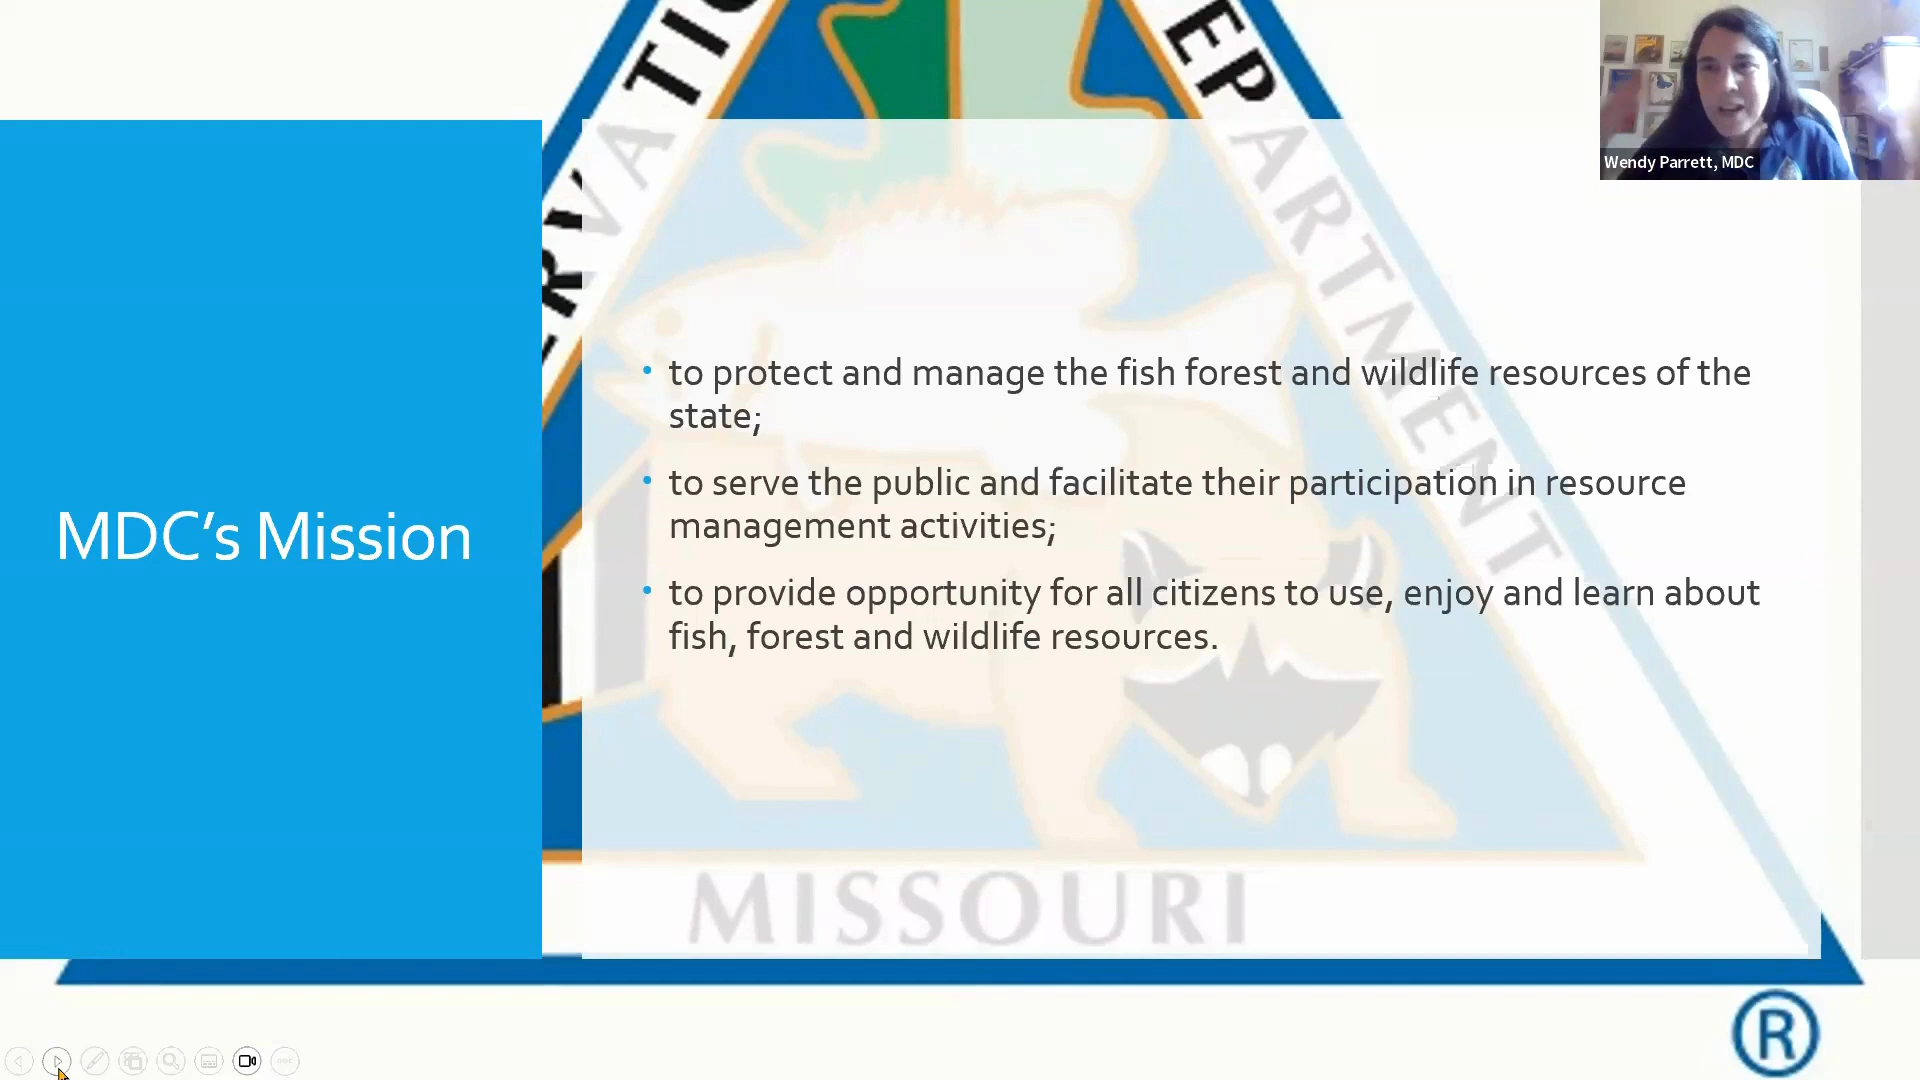 ERVATIO
EPARTMENT
Wendy Parrett, MDC
MDC’s Mission
• to protect and manage the fish forest and wildlife resources of the
state;
• to serve the public and facilitate their participation in resource
management activities;
• to provide opportunity for all citizens to use, enjoy and learn about
fish, forest and wildlife resources.
MISSOURI
®